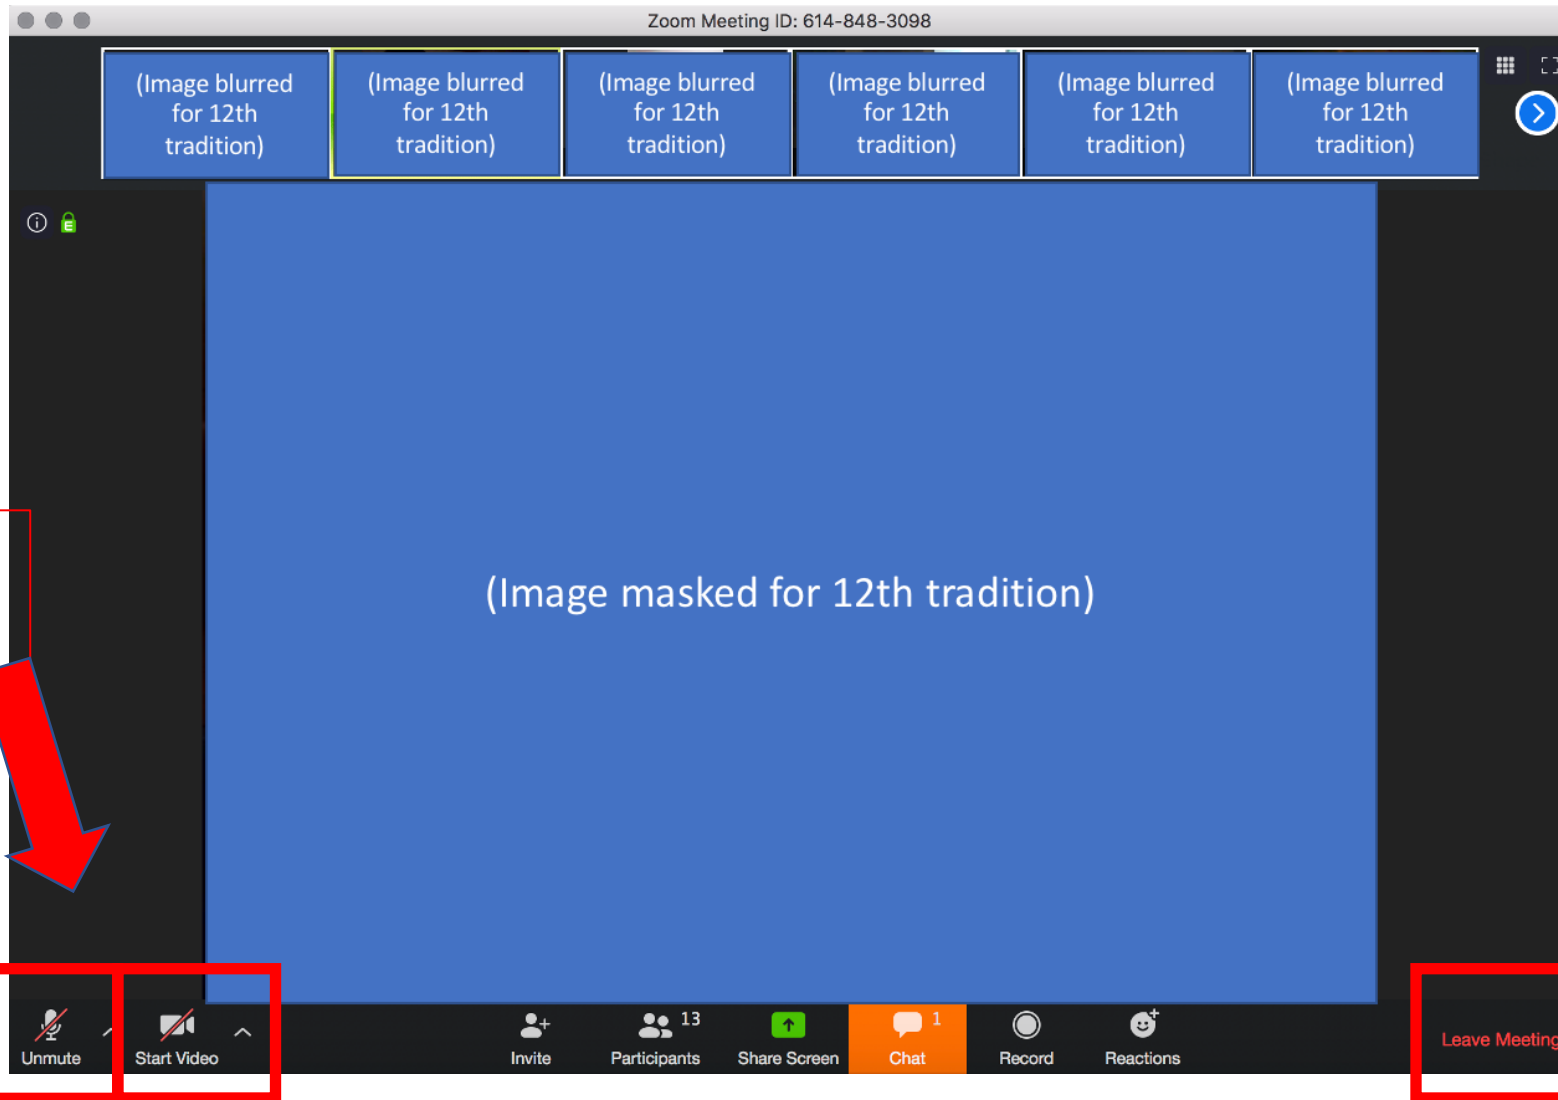 Zoom Meeting ID: 614-848-3098
(Image blurred
for 12th
tradition)
(Image blurred
for 12th
tradition)
(Image blurred
for 12th
tradition)
(Image blurred
for 12th
tradition)
(Image blurred
for 12th
tradition)
(Image blurred
for 12th
tradition)
E
(Image masked for 12th tradition)
Unmute
Start Video
Invite
13
Participants
Share Screen
1
Chat
Record
Reactions
Leave Meeting